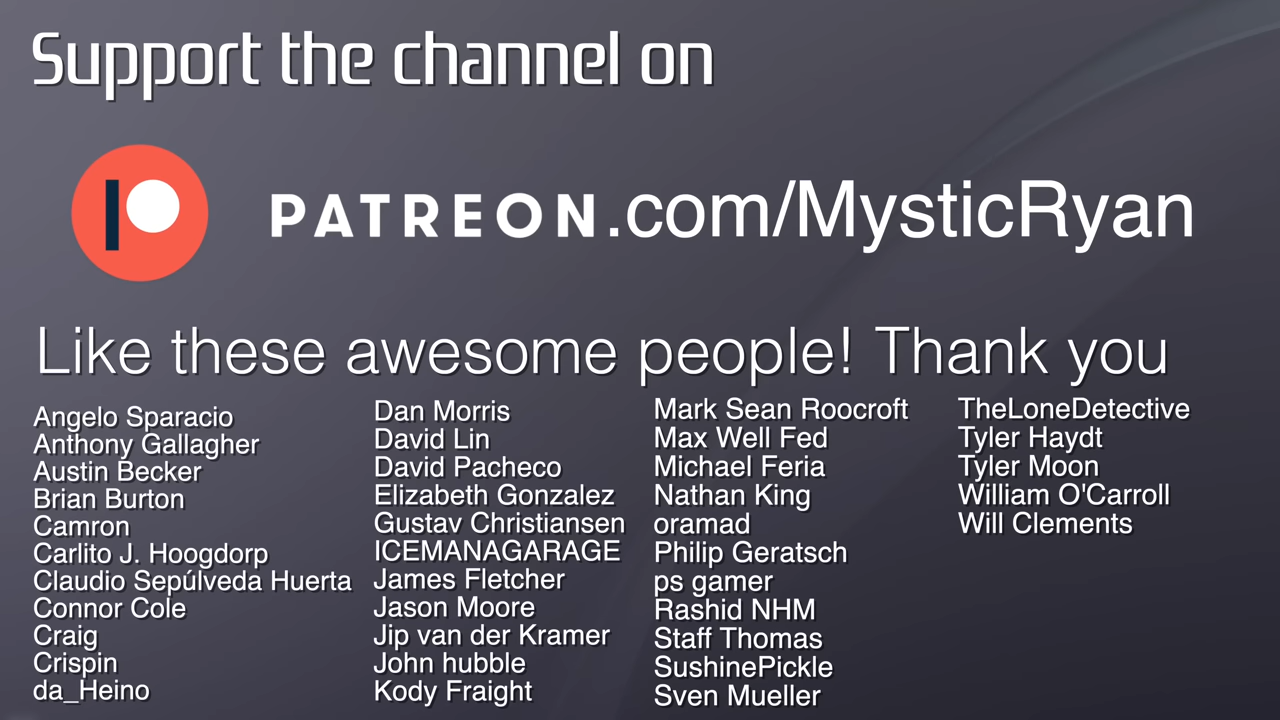 Support the channel on
PATREON.com/MysticRyan
Like these awesome people! Thank you
Angelo Sparacio
Anthony Gallagher
Austin Becker
Brian Burton
Camron
Carlito J. Hoogdorp
Claudio Sepúlveda Huerta
Connor Cole
Craig
Crispin
da_Heino
Dan Morris
David Lin
David Pacheco
Elizabeth Gonzalez
Gustav Christiansen
ICEMANAGARAGE
James Fletcher
Jason Moore
Jip van der Kramer
John hubble
Kody Fraight
Mark Sean Roocroft
Max Well Fed
Michael Feria
Nathan King
oramad
Philip Geratsch
ps gamer
Rashid NHM
Staff Thomas
SushinePickle
Sven Mueller
TheLoneDetective
Tyler Haydt
Tyler Moon
William O'Carroll
Will Clements